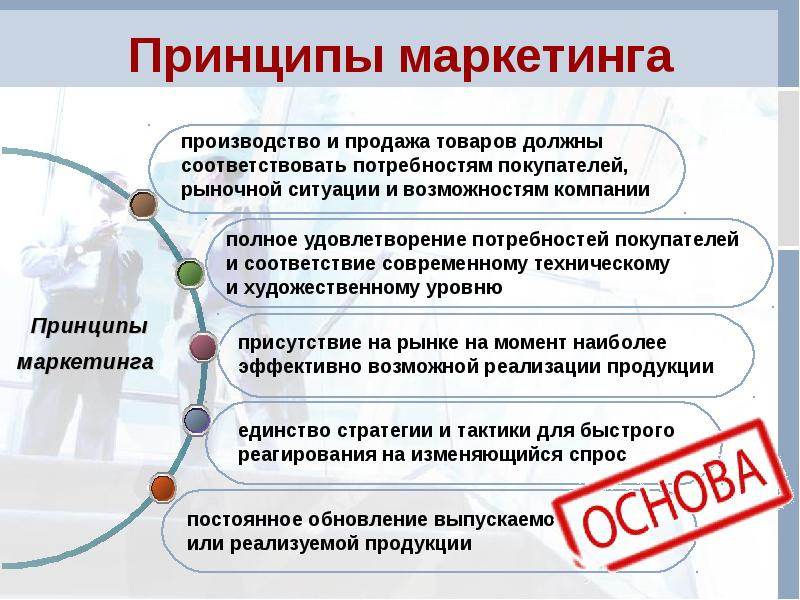 Принципы маркетинга
производство и продажа товаров должны
соответствовать потребностям покупателей,
рыночной ситуации и возможностям компании
полное удовлетворение потребностей покупателей
и соответствие современному техническому
и художественному уровню
Принципы
маркетинга
присутствие на рынке на момент наиболее
эффективно возможной реализации продукции
единство стратегии и тактики для быстрого
реагирования на изменяющийся спрос
постоянное обновление выпускаемо
или реализуемой продукции
ОСНОВА